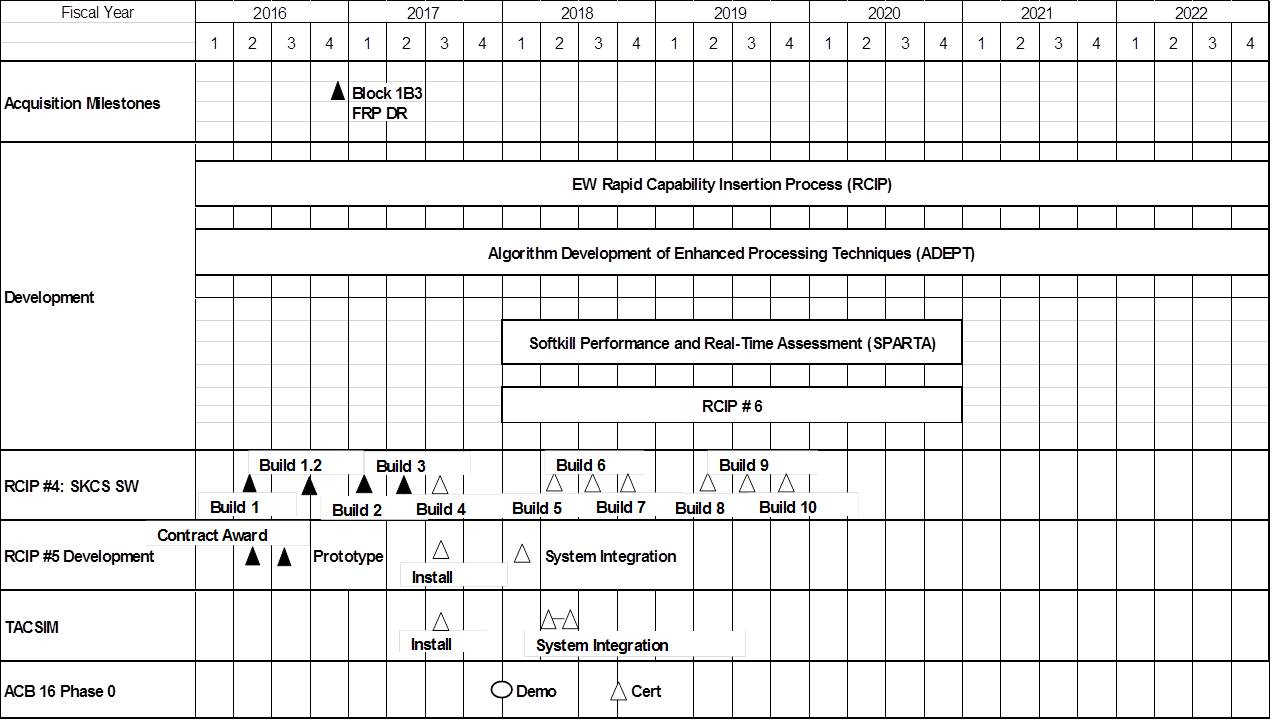 Fiscal Year 2016 2017 2018 2019 2020 2021 2022
1 2 3 4 1 2 3 4 1 2 3 4 1 2 3 4 1 2 3 4 1 2 3 4 1 2 3 4
Acquisition Milestones
Block 1B3
FRP DR
Development
EW Rapid Capability Insertion Process (RCIP)
Algorithm Development of Enhanced Processing Techniques (ADEPT)
Softkill Performance and Real-Time Assessment (SPARTA)
RCIP # 6
RCIP #4: SKCS SW
Build 1.2 Build 3 Build 6 Build 9
Build 1 Build 2 Build 4 Build 5 Build 7 Build 8 Build 10
Contract Award
RCIP #5 Development Prototype System Integration
Install
TACSIM
Install System Integration
ACB 16 Phase 0 Demo Cert